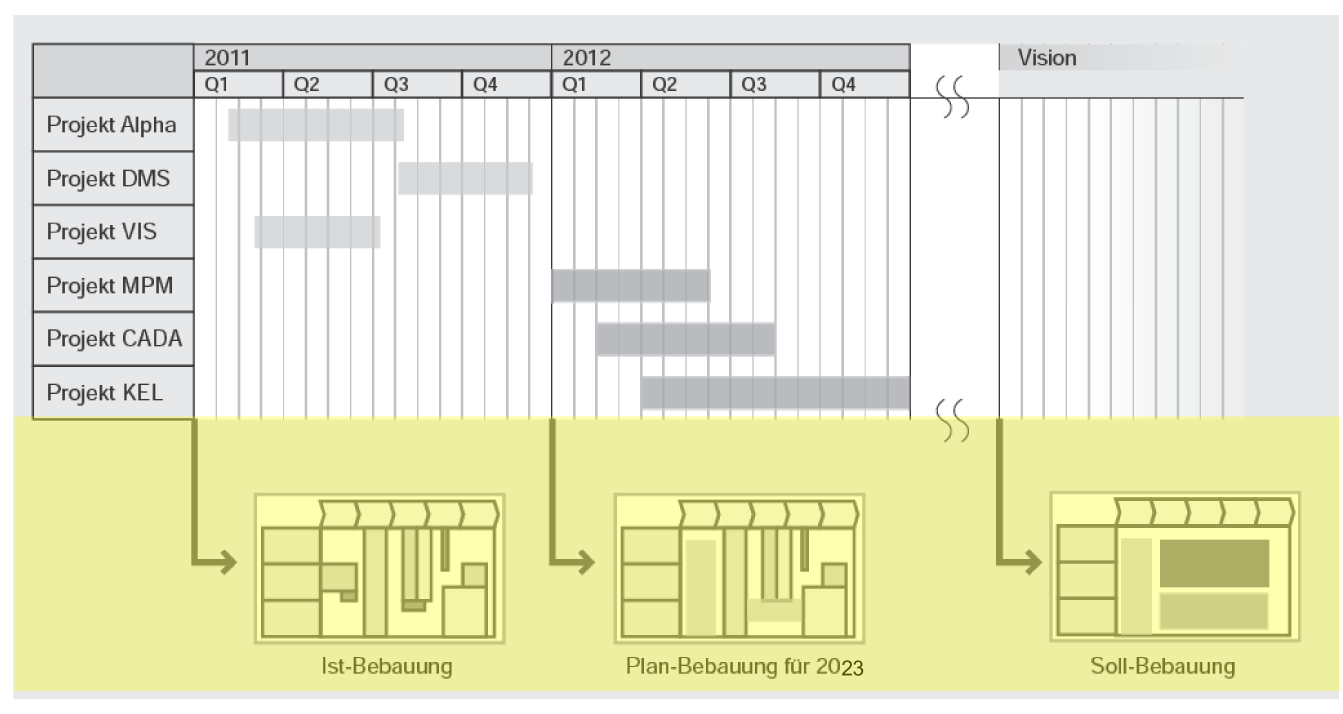 2011 2012 Vision
Q1 Q2 Q3 Q4 Q1 Q2 Q3 Q4
Projekt Alpha
Projekt DMS
Projekt VIS
Projekt MPM
Projekt CADA
Projekt KEL
Ist-Bebauung Plan-Bebauung für 2023 Soll-Bebauung